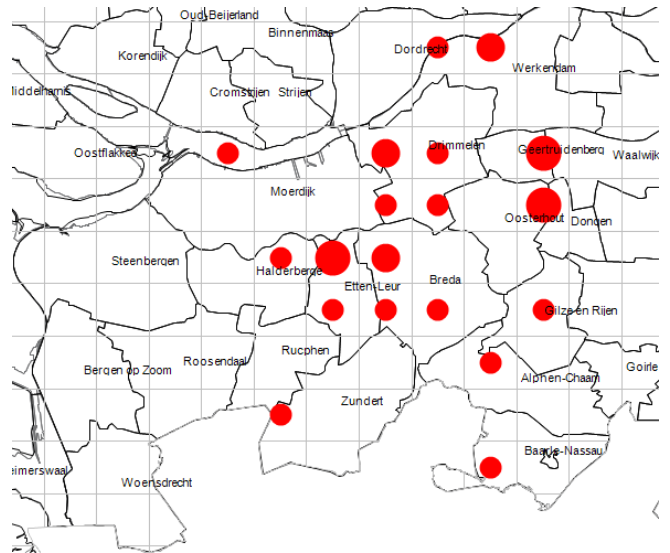 Oud-Beijerland
Binnenmaas
Korendijk
Dordrecht
Werkendam
Middelharnis
Cromstrijen
Strijen
Oostflakkee
Drimmelen
Geertruidenberg
Waalwijk
Moerdijk
Oosterhout
Dongen
Steenbergen
Halderberge
Etten-Leur
Breda
Gilze en Rijen
Bergen op Zoom
Roosendaal
Rucphen
Zundert
Alphen-Chaam
Goirle
Baarle-Nassau
eimerswaal
Woensdrecht